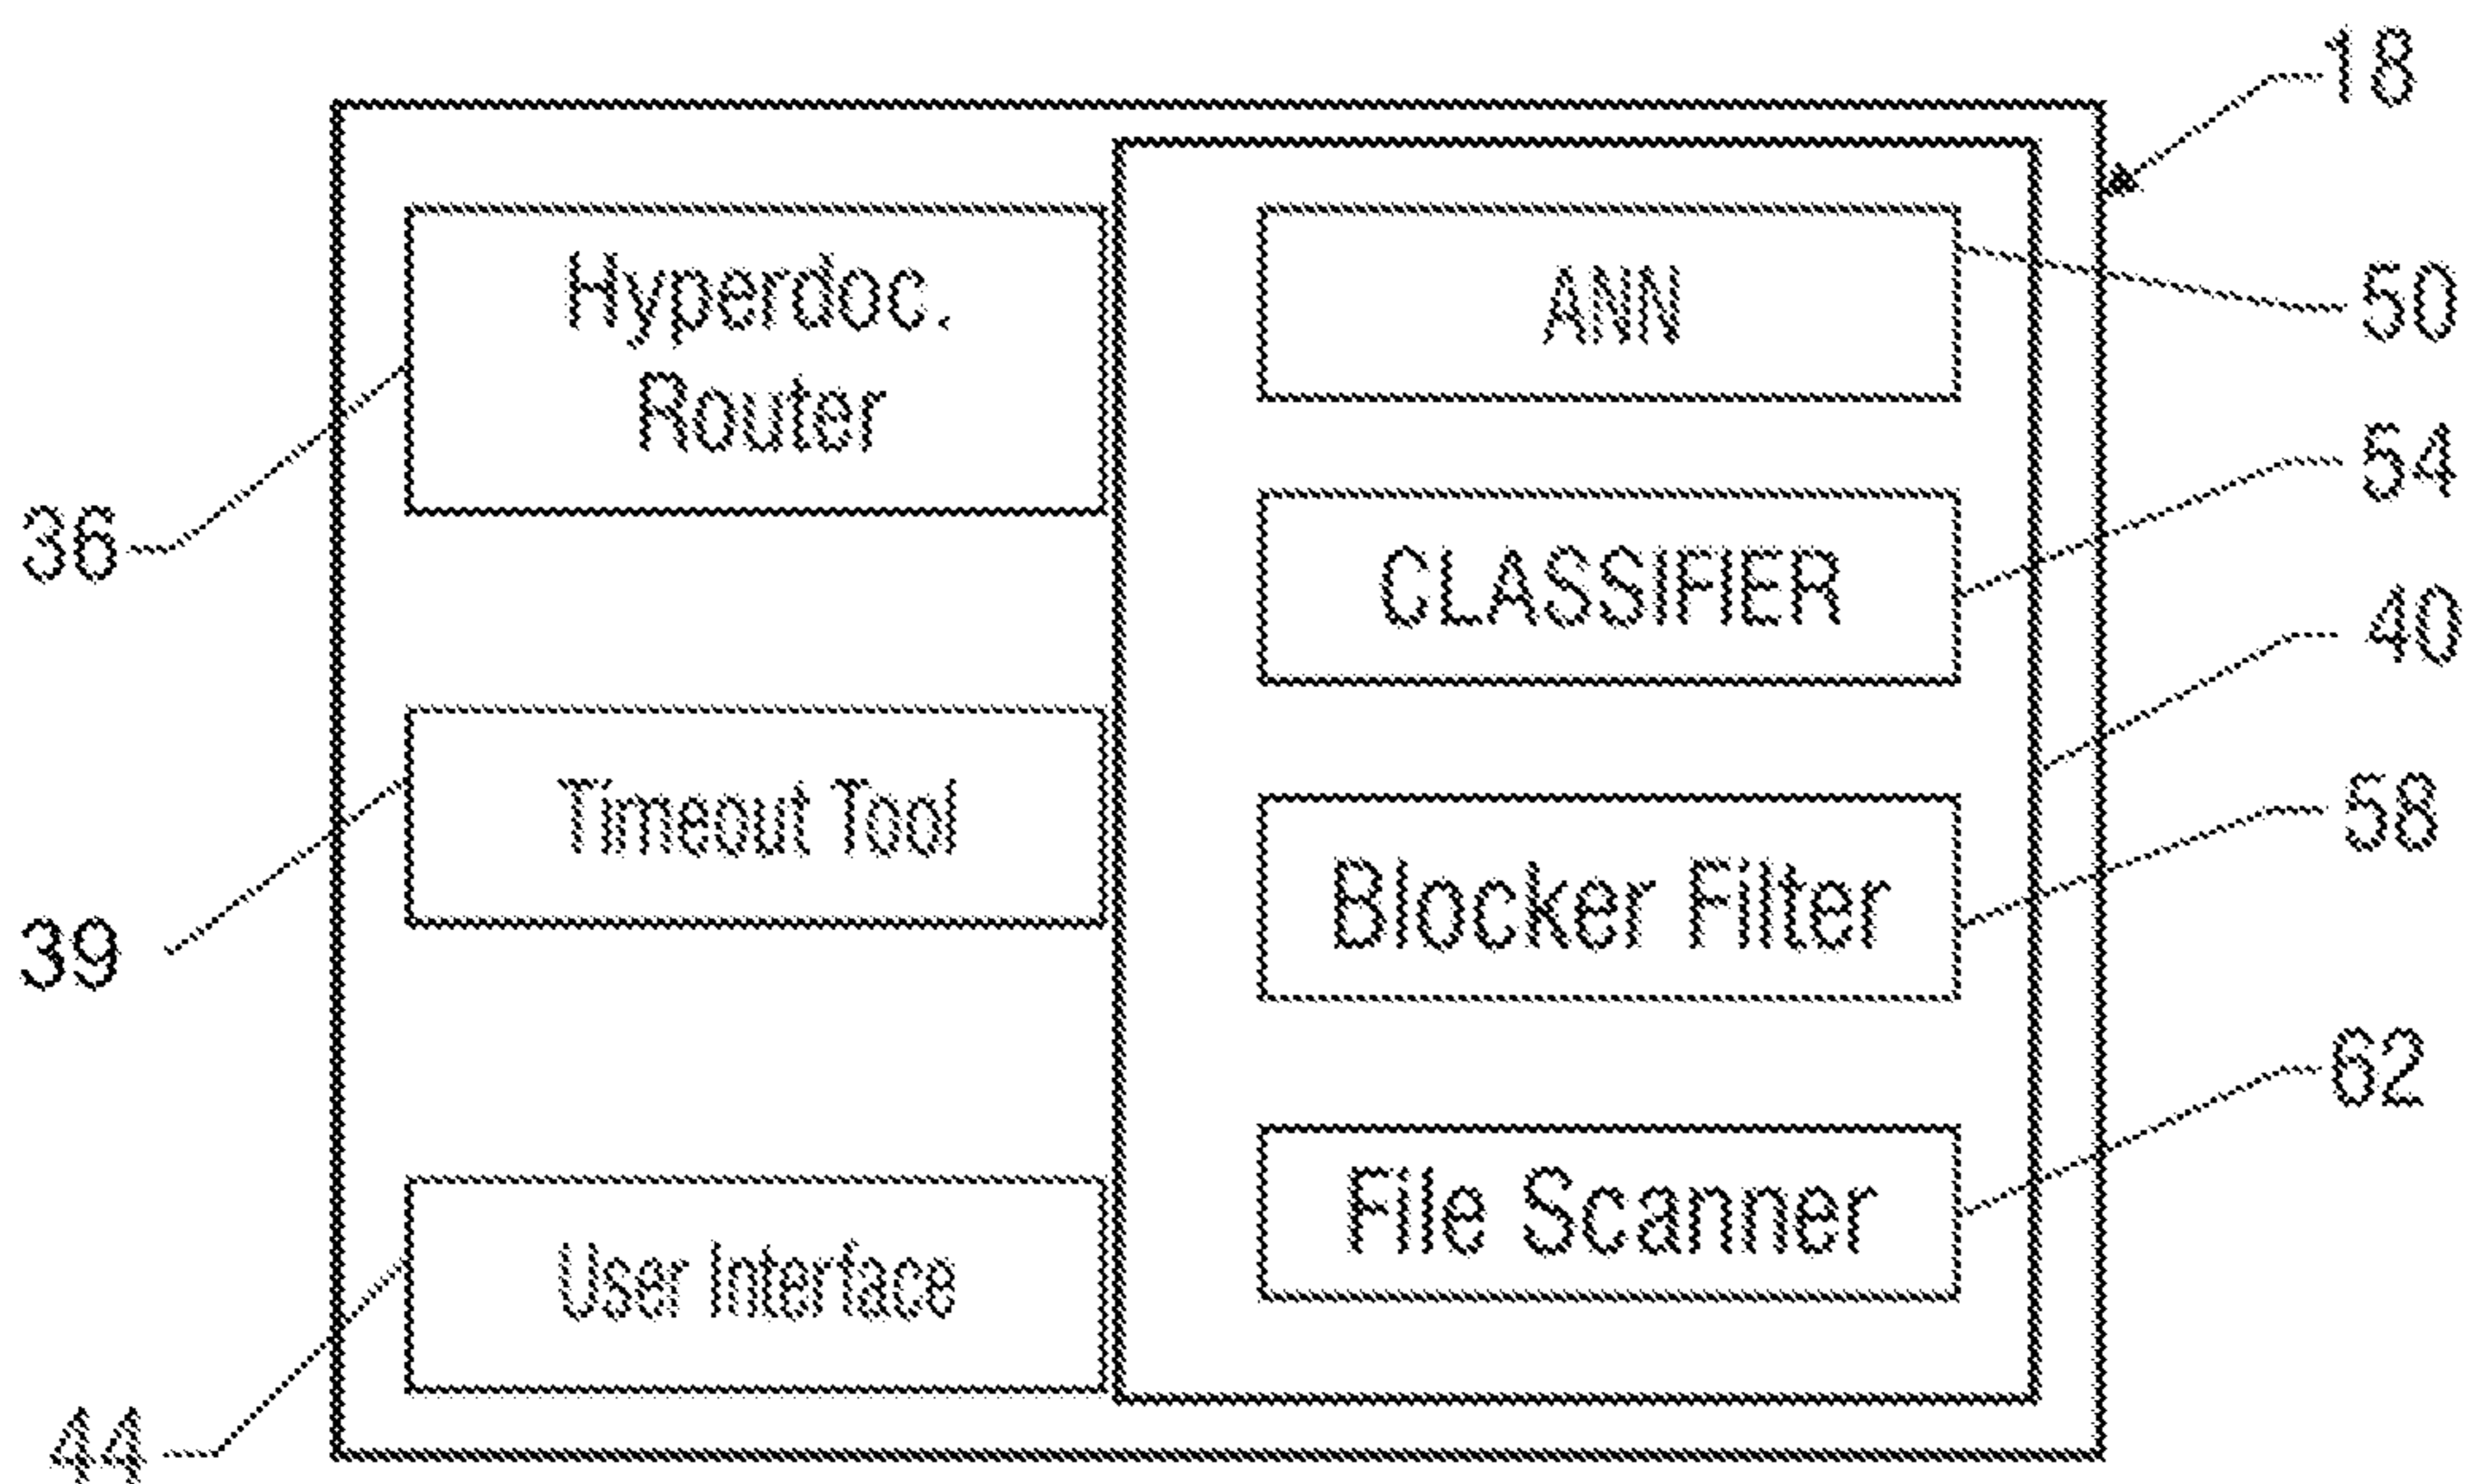 18
Hyperdoc.
Router
ANN
50
54
36
CLASSIFIER
40
Timeout Tool
58
Blocker Filter
39
62
File Scanner
User Interface
44